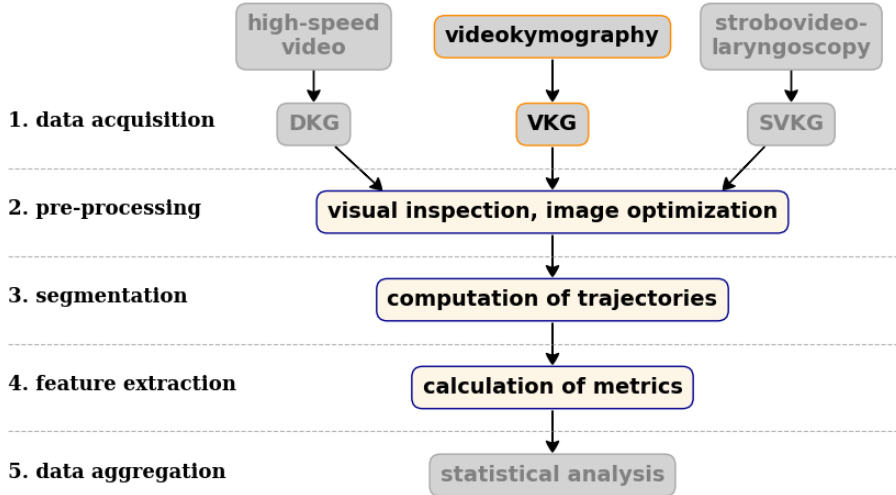 high-speed
video
videokymography
strobovideo-
laryngoscopy
1. data acquisition
DKG
VKG
SVKG
2. pre-processing
visual inspection, image optimization
3. segmentation
computation of trajectories
4. feature extraction
calculation of metrics
5. data aggregation
statistical analysis